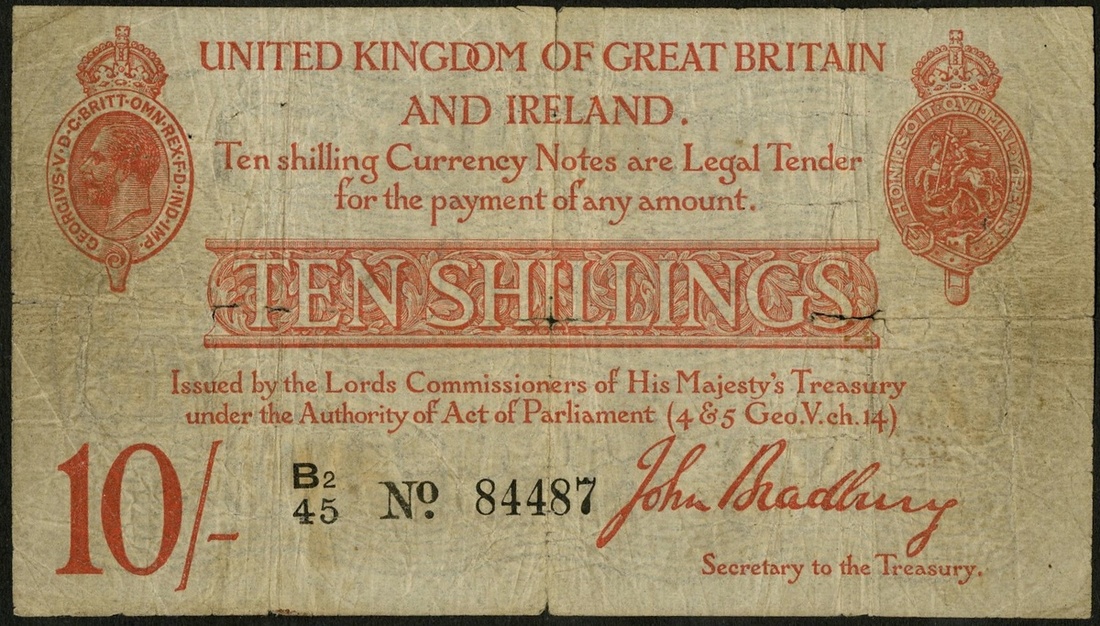 UNITED KINGDOM OF GREAT BRITAIN
AND IRELAND.
GEORGIVS·V·D·G·BRITT·OMN·REX·F·D·IND·IMP·
HONI·SOIT·QVI·MAL·Y·PENSE
Ten shilling Currency Notes are Legal Tender
for the payment of any amount.
TEN SHILLINGS
Issued by the Lords Commissioners of His Majesty's Treasury
under the Authority of Act of Parliament (4 & 5 Geo.V.ch.14)
10/-
B2
45
No. 84487
John Bradbury
Secretary to the Treasury.